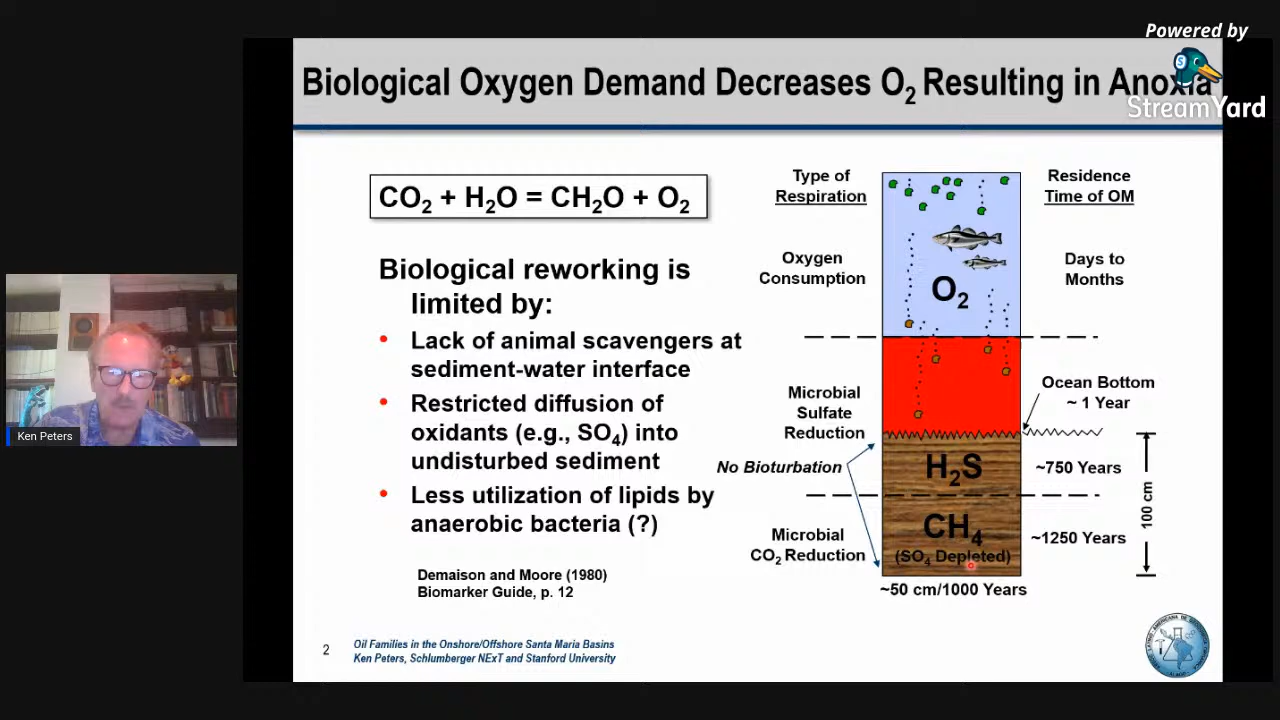 Powered by
StreamYard
Biological Oxygen Demand Decreases O2 Resulting in Anoxia
CO2 + H2O = CH2O + O2
Biological reworking is
limited by:
• Lack of animal scavengers at
sediment-water interface
• Restricted diffusion of
oxidants (e.g., SO4) into
undisturbed sediment
• Less utilization of lipids by
anaerobic bacteria (?)
Demaison and Moore (1980)
Biomarker Guide, p. 12
Type of
Respiration
Residence
Time of OM
Oxygen
Consumption
O2
Days to
Months
Microbial
Sulfate
Reduction
Ocean Bottom
~ 1 Year
No Bioturbation
H2S
~750 Years
100 cm
Microbial
CO2 Reduction
CH4
(SO4 Depleted)
~1250 Years
~50 cm/1000 Years
Ken Peters
2
Oil Families in the Onshore/Offshore Santa Maria Basins
Ken Peters, Schlumberger NExT and Stanford University